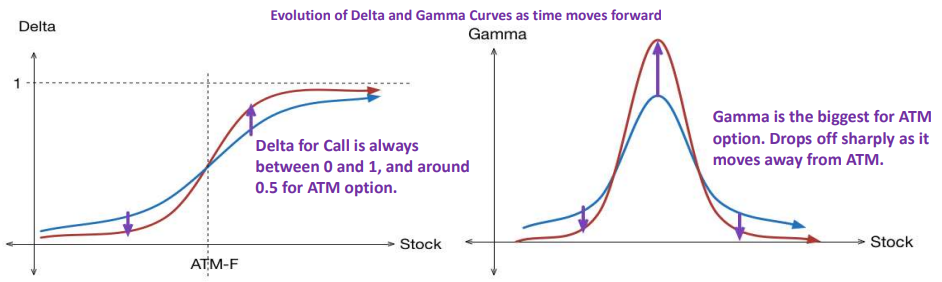 Evolution of Delta and Gamma Curves as time moves forward
Delta
1
Delta for Call is always
between 0 and 1, and around
0.5 for ATM option.
Stock
ATM-F
Gamma
Gamma is the biggest for ATM
option. Drops off sharply as it
moves away from ATM.
Stock